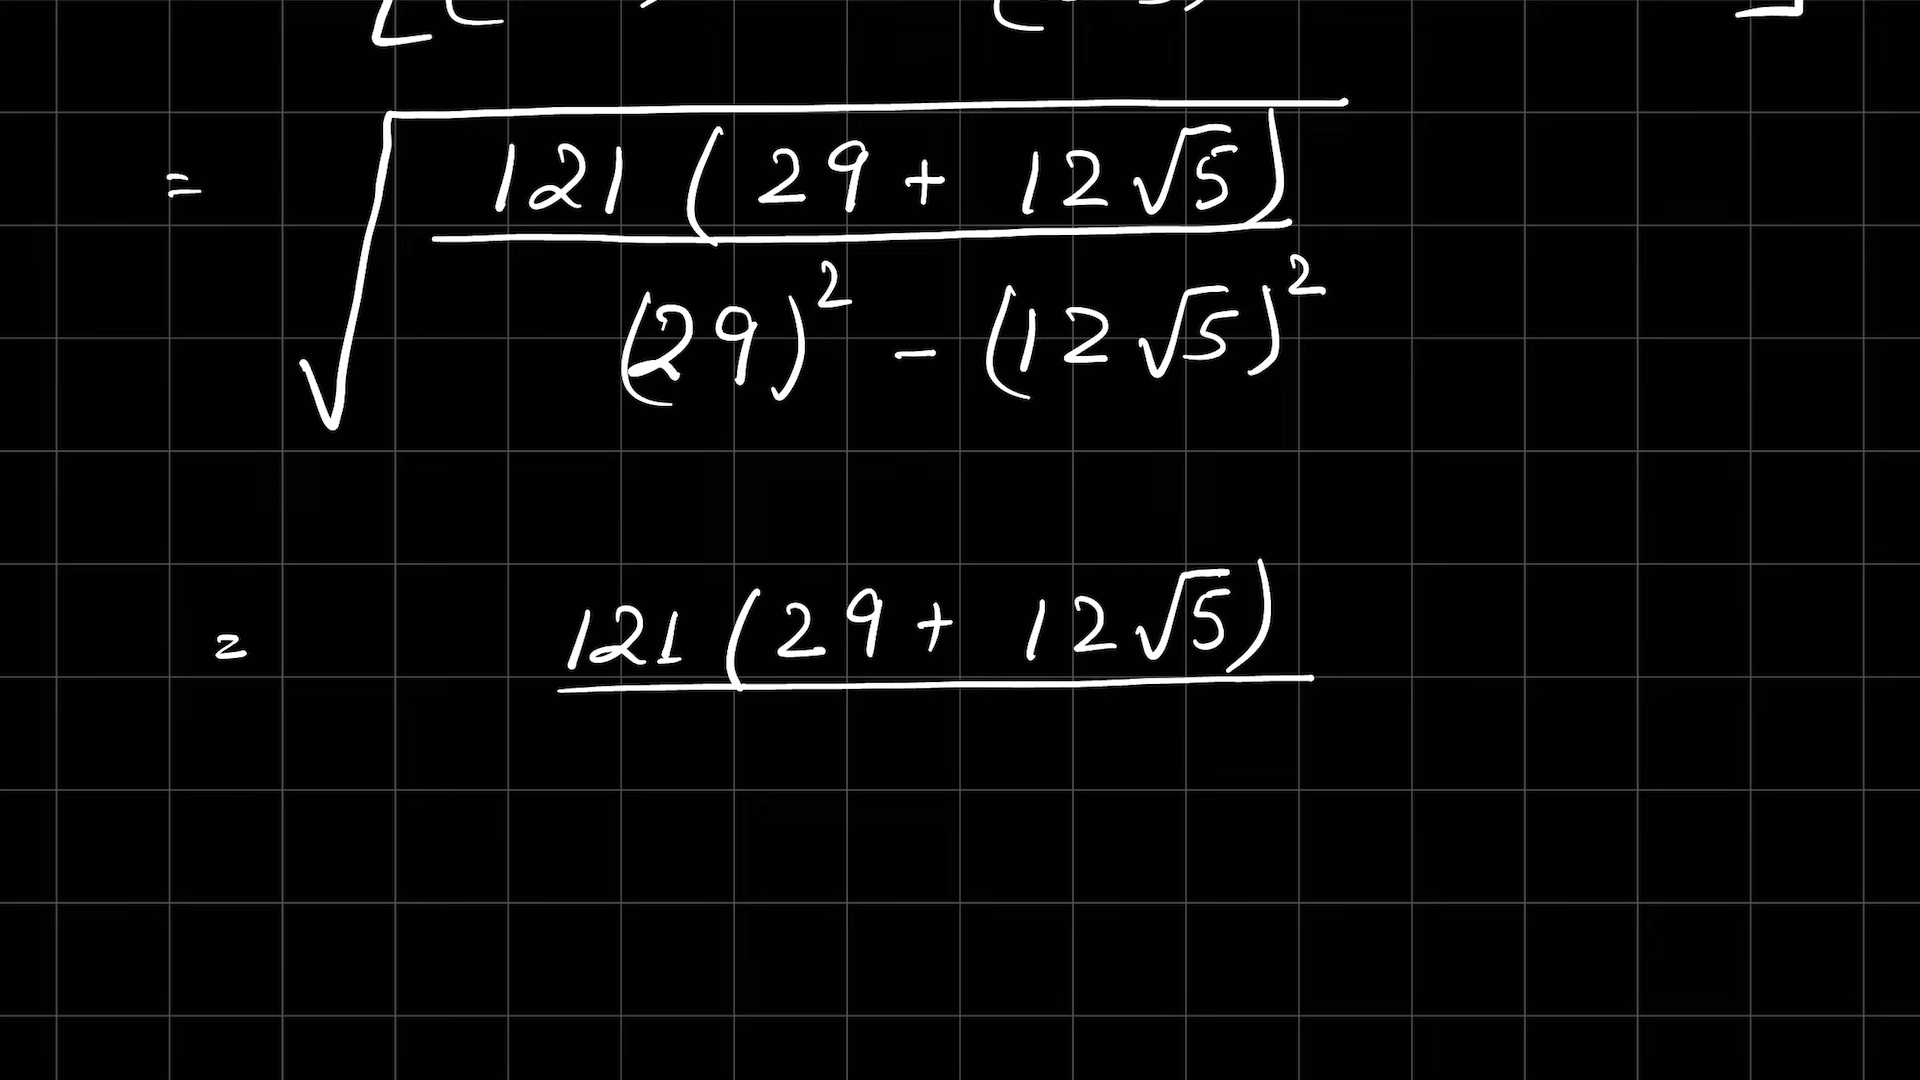 = √
121 ( 29 + 12 √5 )
(29)² - (12 √5)²
= 121 (29 + 12 √5)